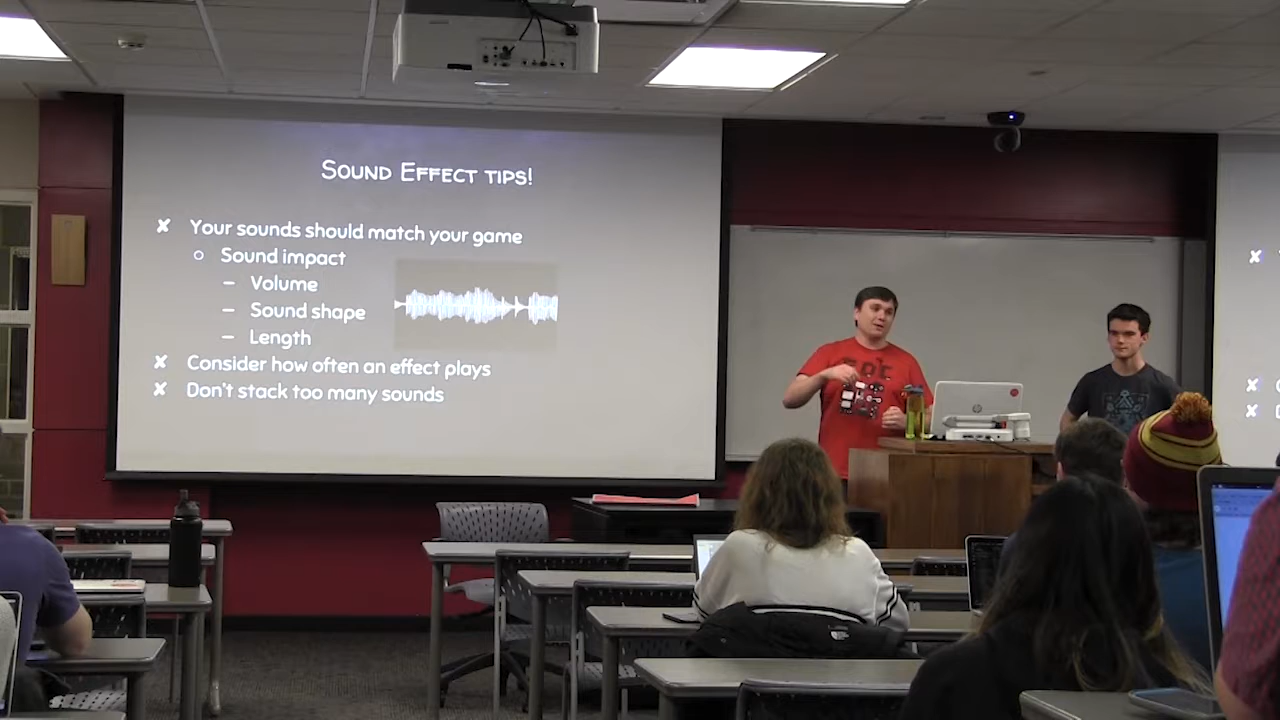 Sound Effect tips!
✘ Your sounds should match your game
○ Sound impact
– Volume
– Sound shape
– Length
✘ Consider how often an effect plays
✘ Don't stack too many sounds
hp